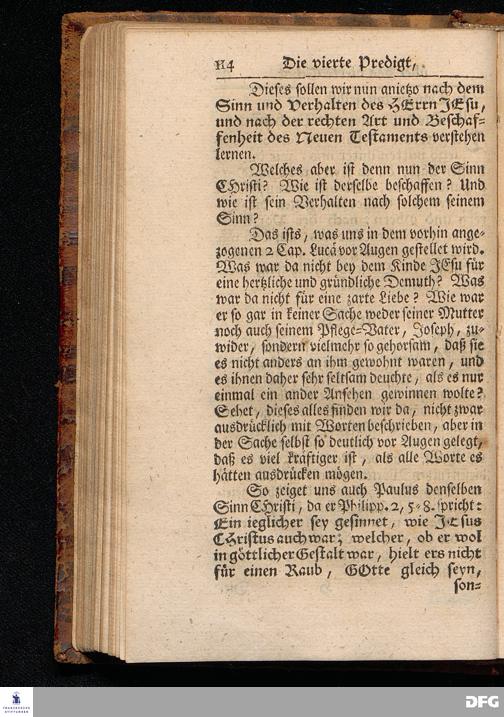 114 Die vierte Predigt,
Dieses sollen wir nun anietzo nach dem
Sinn und Verhalten des HErrn JEsu,
und nach der rechten Art und Beschaf-
fenheit des Neuen Testaments verstehen
lernen.
Welches aber ist denn nun der Sinn
CHristi? Wie ist derselbe beschaffen? Und
wie ist sein Verhalten nach solchem seinem
Sinn?
Das ists, was uns in dem vorhin ange-
zogenen 2 Cap. Lucä vor Augen gestellet wird.
Was war da nicht bey dem Kinde JEsu für
eine hertzliche und gründliche Demuth? Was
war da nicht für eine zarte Liebe? Wie war
er so gar in keiner Sache weder seiner Mutter
noch auch seinem Pflege-Vater, Joseph, zu-
wider, sondern vielmehr so gehorsam, daß sie
es nicht anders an ihm gewohnt waren, und
es ihnen daher sehr seltsam deuchte, als es nur
einmal ein ander Ansehen gewinnen wolte?
Sehet, dieses alles finden wir da, nicht zwar
ausdrücklich mit Worten beschrieben, aber in
der Sache selbst so deutlich vor Augen gelegt,
daß es viel kräftiger ist, als alle Worte es
hätten ausdrücken mögen.
So zeiget uns auch Paulus denselben
Sinn CHristi, da er Philipp. 2, 5-8. spricht:
Ein ieglicher sey gesinnet, wie JEsus
CHristus auch war; welcher, ob er wol
in göttlicher Gestalt war, hielt ers nicht
für einen Raub, GOtte gleich seyn,
son-
FRANCKESCHE
STIFTUNGEN
DFG